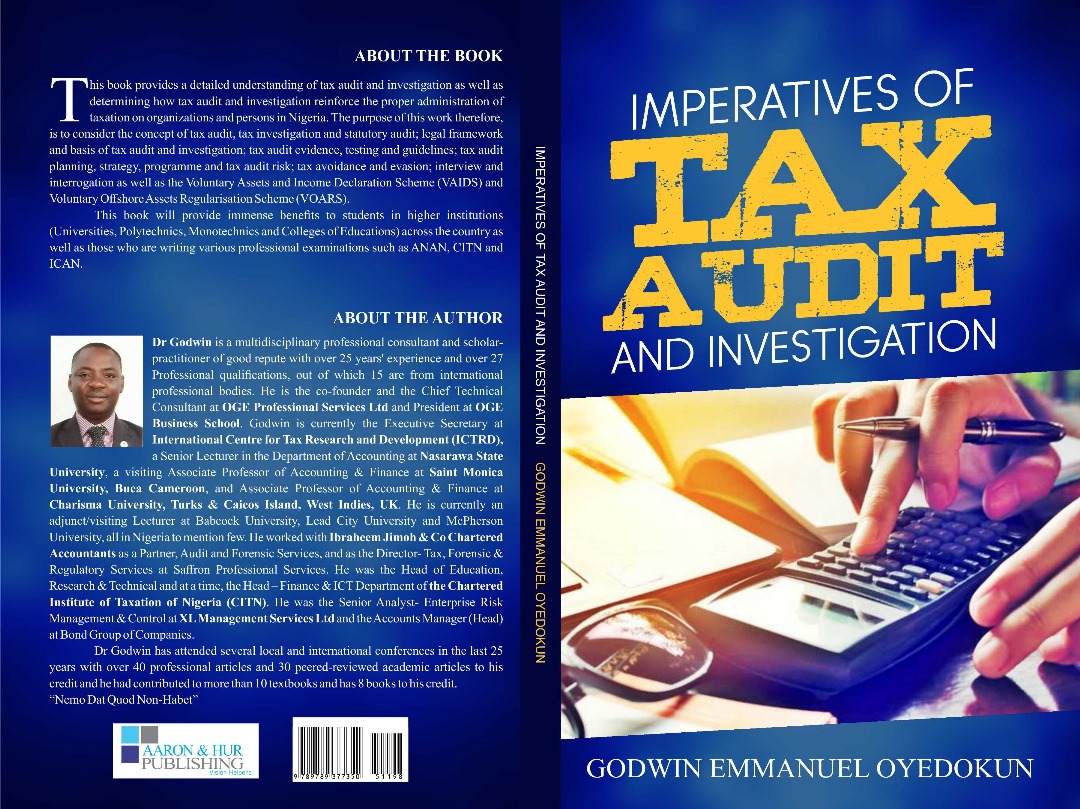 ABOUT THE BOOK
This book provides a detailed understanding of tax audit and investigation as well as
determining how tax audit and investigation reinforce the proper administration of
taxation on organizations and persons in Nigeria. The purpose of this work therefore,
is to consider the concept of tax audit, tax investigation and statutory audit; legal framework
and basis of tax audit and investigation; tax audit evidence, testing and guidelines; tax audit
planning, strategy, programme and tax audit risk; tax avoidance and evasion; interview and
interrogation as well as the Voluntary Assets and Income Declaration Scheme (VAIDS) and
Voluntary Offshore Assets Regularisation Scheme (VOARS).
This book will provide immense benefits to students in higher institutions
(Universities, Polytechnics, Monotechnics and Colleges of Educations) across the country as
well as those who are writing various professional examinations such as ANAN, CITN and
ICAN.
ABOUT THE AUTHOR
Dr Godwin is a multidisciplinary professional consultant and scholar-
practitioner of good repute with over 25 years' experience and over 27
Professional qualifications, out of which 15 are from international
professional bodies. He is the co-founder and the Chief Technical
Consultant at OGE Professional Services Ltd and President at OGE
Business School. Godwin is currently the Executive Secretary at
International Centre for Tax Research and Development (ICTRD),
a Senior Lecturer in the Department of Accounting at Nasarawa State
University, a visiting Associate Professor of Accounting & Finance at Saint Monica
University, Buea Cameroon, and Associate Professor of Accounting & Finance at
Charisma University, Turks & Caicos Island, West Indies, UK. He is currently an
adjunct/visiting Lecturer at Babcock University, Lead City University and McPherson
University, all in Nigeria to mention few. He worked with Ibraheem Jimoh & Co Chartered
Accountants as a Partner, Audit and Forensic Services, and as the Director- Tax, Forensic &
Regulatory Services at Saffron Professional Services. He was the Head of Education,
Research & Technical and at a time, the Head – Finance & ICT Department of the Chartered
Institute of Taxation of Nigeria (CITN). He was the Senior Analyst- Enterprise Risk
Management & Control at XL Management Services Ltd and the Accounts Manager (Head)
at Bond Group of Companies.
Dr Godwin has attended several local and international conferences in the last 25
years with over 40 professional articles and 30 peered-reviewed academic articles to his
credit and he had contributed to more than 10 textbooks and has 8 books to his credit.
“Nemo Dat Quod Non-Habet”
AARON & HUR
PUBLISHING
...Vision Helpers
9 789789 377350
51198
IMPERATIVES OF TAX AUDIT AND INVESTIGATION GODWIN EMMANUEL OYEDOKUN
IMPERATIVES OF
TAX
AUDIT
AND INVESTIGATION
GODWIN EMMANUEL OYEDOKUN